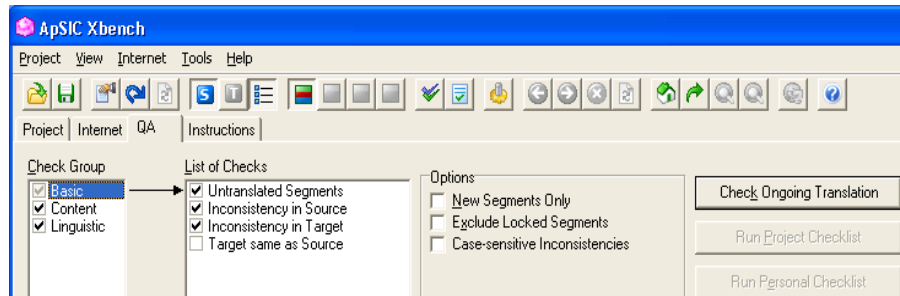 ApSIC Xbench
Project View Internet Tools Help
S T
Project Internet QA Instructions
Check Group
Basic
Content
Linguistic
List of Checks
Untranslated Segments
Inconsistency in Source
Inconsistency in Target
Target same as Source
Options
New Segments Only
Exclude Locked Segments
Case-sensitive Inconsistencies
Check Ongoing Translation
Run Project Checklist
Run Personal Checklist